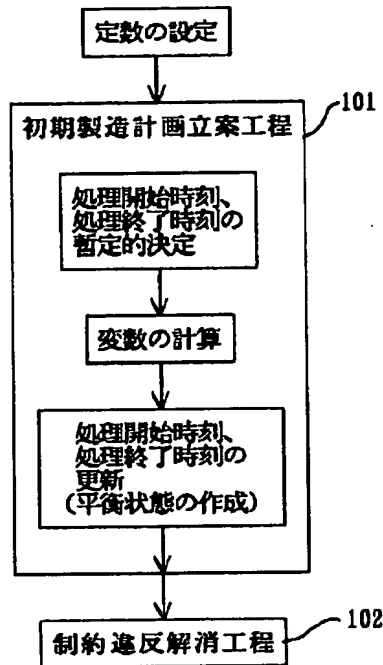 定数の設定
101
初期製造計画立案工程
処理開始時刻、
処理終了時刻の
暫定的決定
変数の計算
処理開始時刻、
処理終了時刻の
更新
(平衡状態の作成)
102
制約違反解消工程